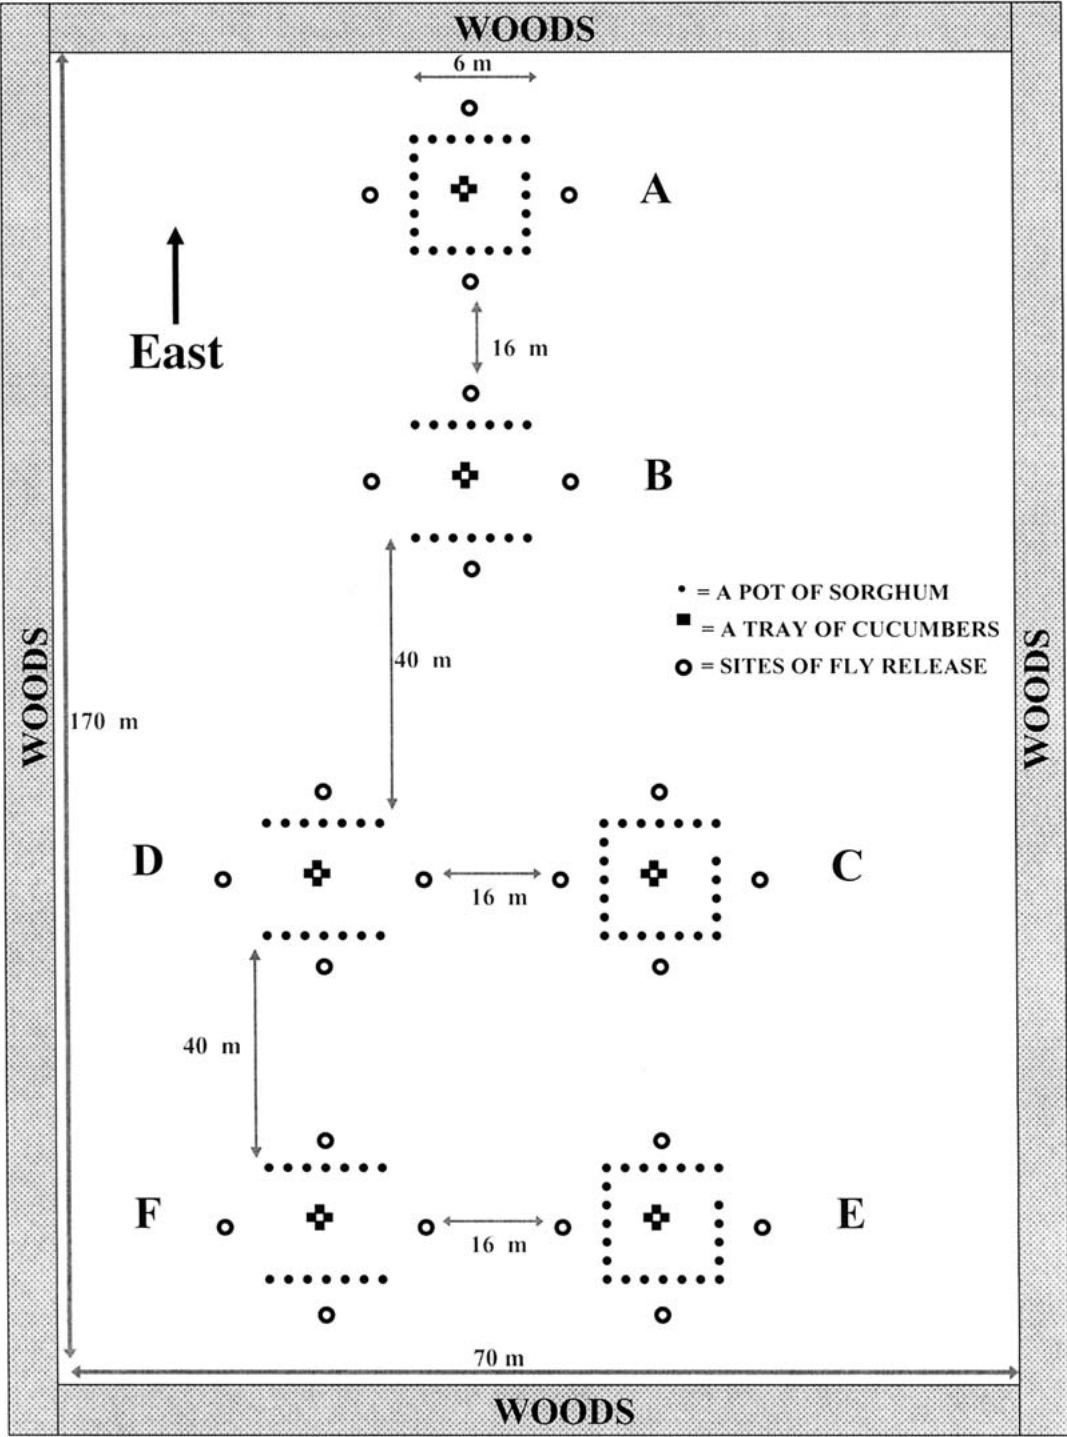 WOODS
6 m
A
East
16 m
B
• = A POT OF SORGHUM
■ = A TRAY OF CUCUMBERS
WOODS
40 m
O = SITES OF FLY RELEASE
WOODS
170 m
D
C
16 m
40 m
F
E
16 m
70 m
WOODS